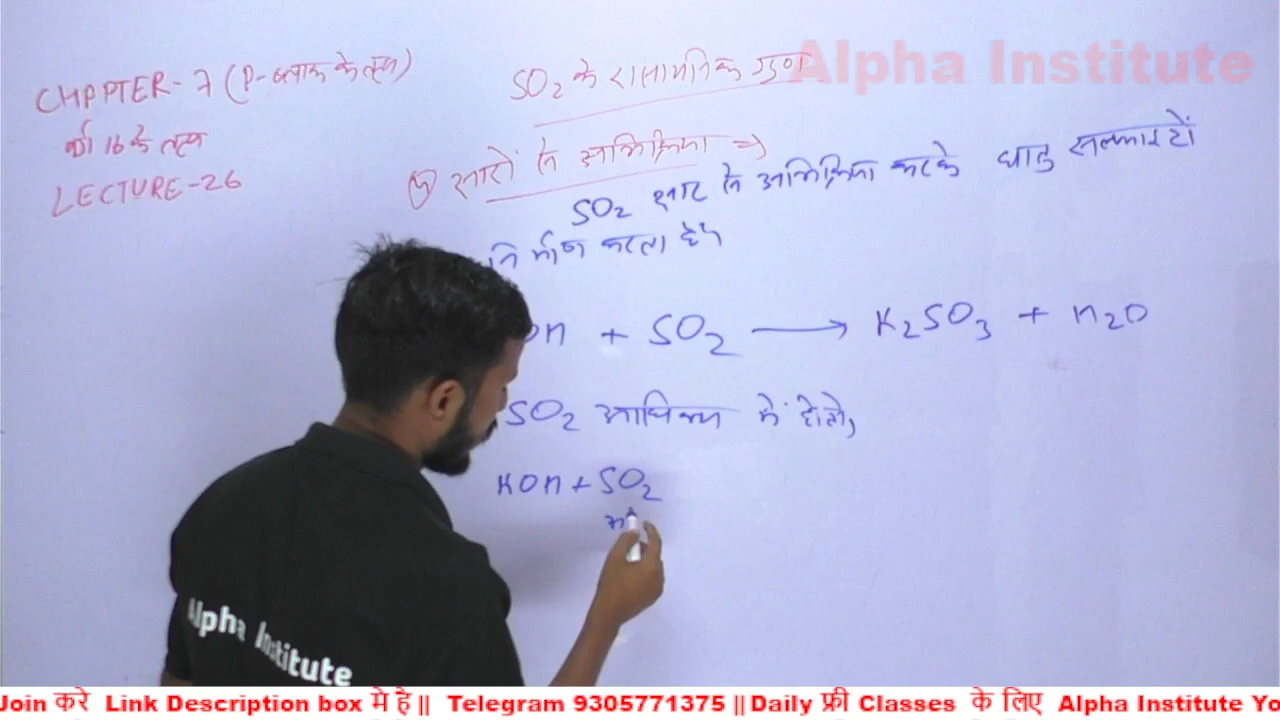 Alpha Institute
CHAPTER-7 (P-ब्लाक के तत्व)
वर्ग 16 के तत्व
LECTURE-26
SO2 के रासायनिक गुण
क्षारों से अभिक्रिया ⇒
SO2 क्षार से अभिक्रिया करके धातु सल्फाइटों
निर्माण करता है।
OH + SO2 ⟶ K2SO3 + H2O
SO2 आधिक्य में हो तो,
KOH + SO2
Alpha Institute
Join करे Link Description box मे है || Telegram 9305771375 || Daily फ्री Classes के लिए Alpha Institute Yo